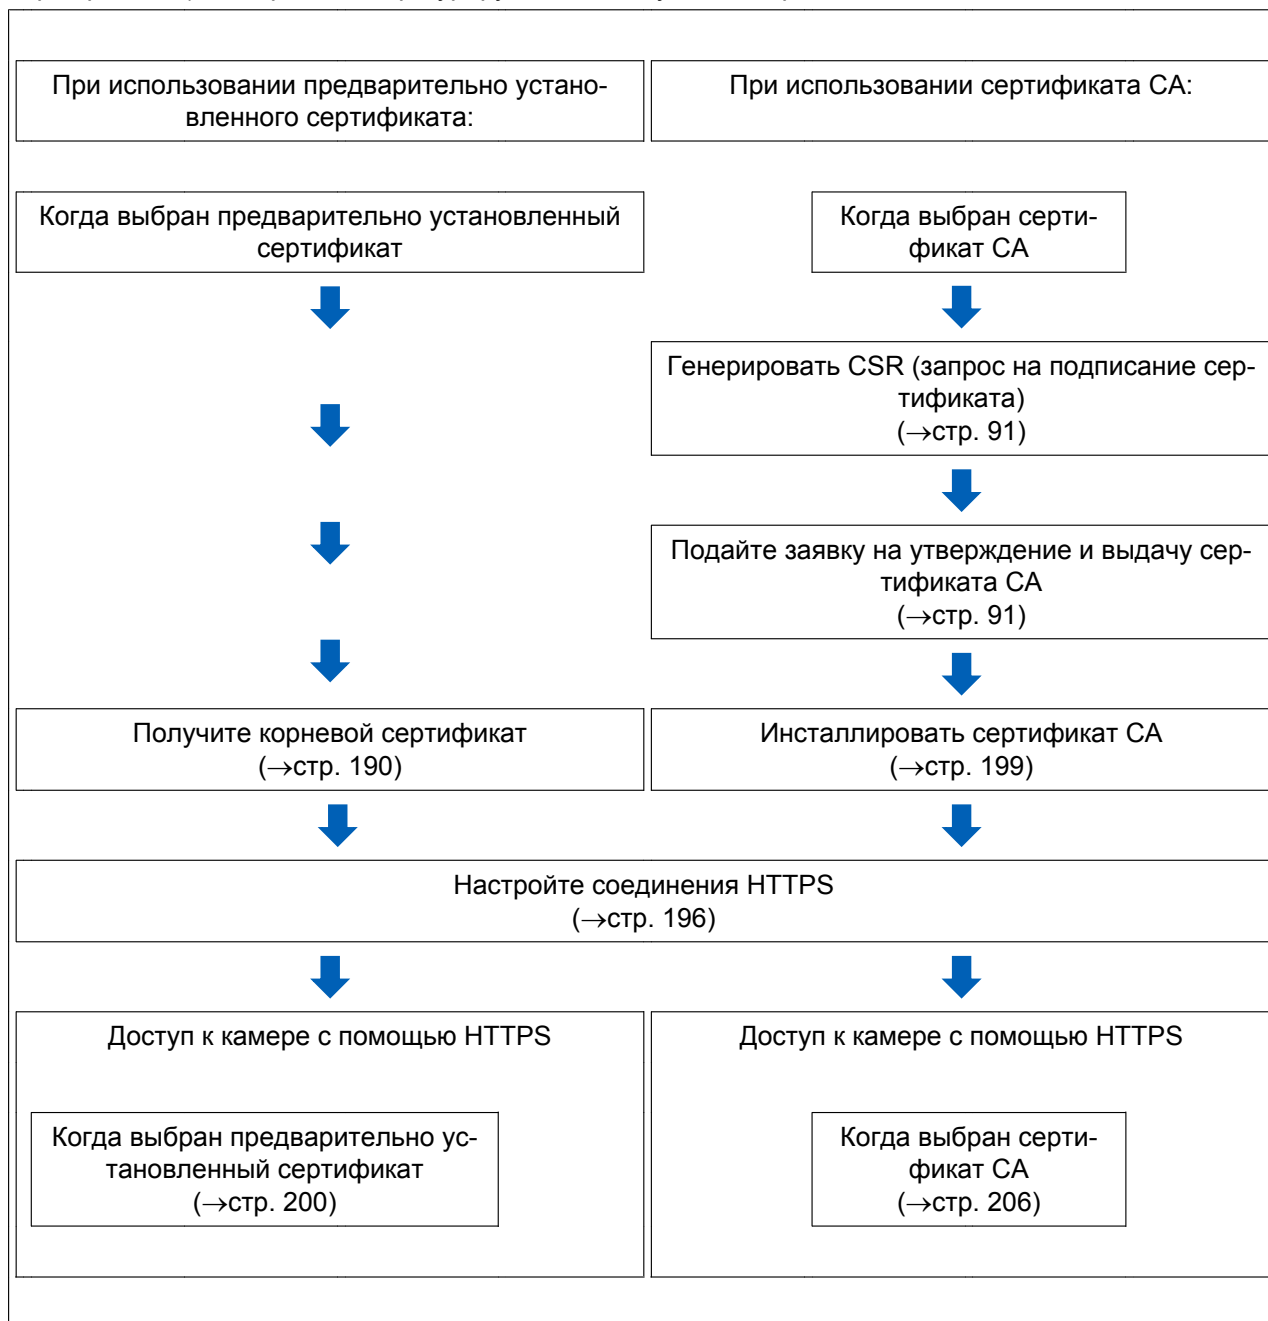 При использовании предварительно уста-
новленного сертификата:
При использовании сертификата CA:
Когда выбран предварительно установленный
сертификат
Когда выбран серти-
фикат CA
Генерировать CSR (запрос на подписание сер-
тификата)
(→стр. 91)
Подайте заявку на утверждение и выдачу сер-
тификата CA
(→стр. 91)
Получите корневой сертификат
(→стр. 190)
Инсталлировать сертификат CA
(→стр. 199)
Настройте соединения HTTPS
(→стр. 196)
Доступ к камере с помощью HTTPS
Когда выбран предварительно ус-
тановленный сертификат
(→стр. 200)
Доступ к камере с помощью HTTPS
Когда выбран серти-
фикат CA
(→стр. 206)